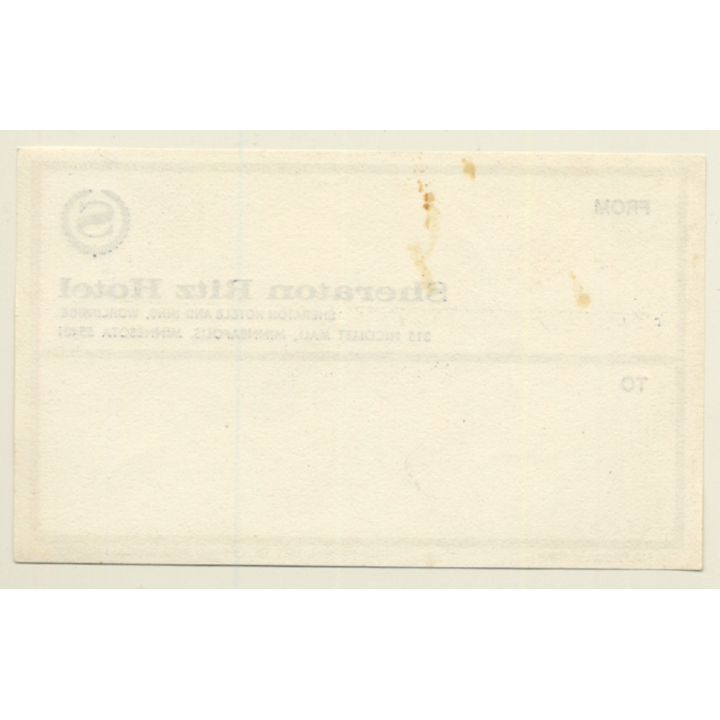 FROM
S
Sheraton Ritz Hotel
SHERATON HOTELS AND INNS, WORLDWIDE
315 NICOLLET MALL, MINNEAPOLIS, MINNESOTA 55401
TO